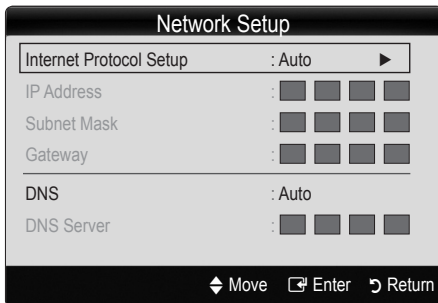 Network Setup
Internet Protocol Setup : Auto ▶
IP Address :
Subnet Mask :
Gateway :
DNS : Auto
DNS Server :
Move Enter Return